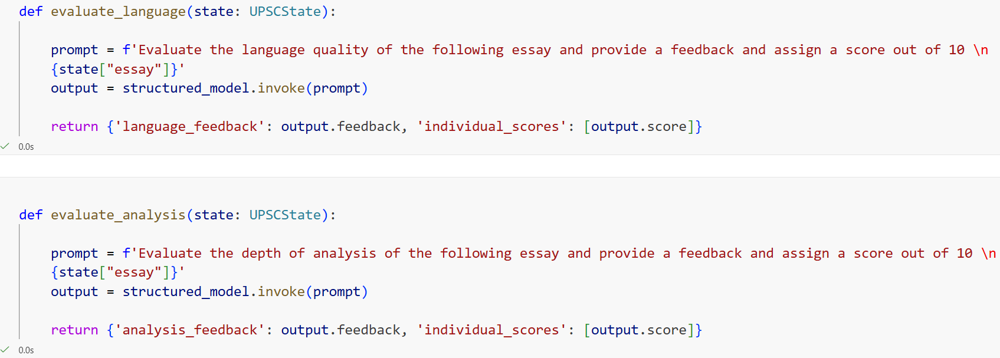 def evaluate_language(state: UPSCState):
prompt = f'Evaluate the language quality of the following essay and provide a feedback and assign a score out of 10 \n
{state["essay"]}'
output = structured_model.invoke(prompt)
return {'language_feedback': output.feedback, 'individual_scores': [output.score]}
0.0s
def evaluate_analysis(state: UPSCState):
prompt = f'Evaluate the depth of analysis of the following essay and provide a feedback and assign a score out of 10 \n
{state["essay"]}'
output = structured_model.invoke(prompt)
return {'analysis_feedback': output.feedback, 'individual_scores': [output.score]}
0.0s